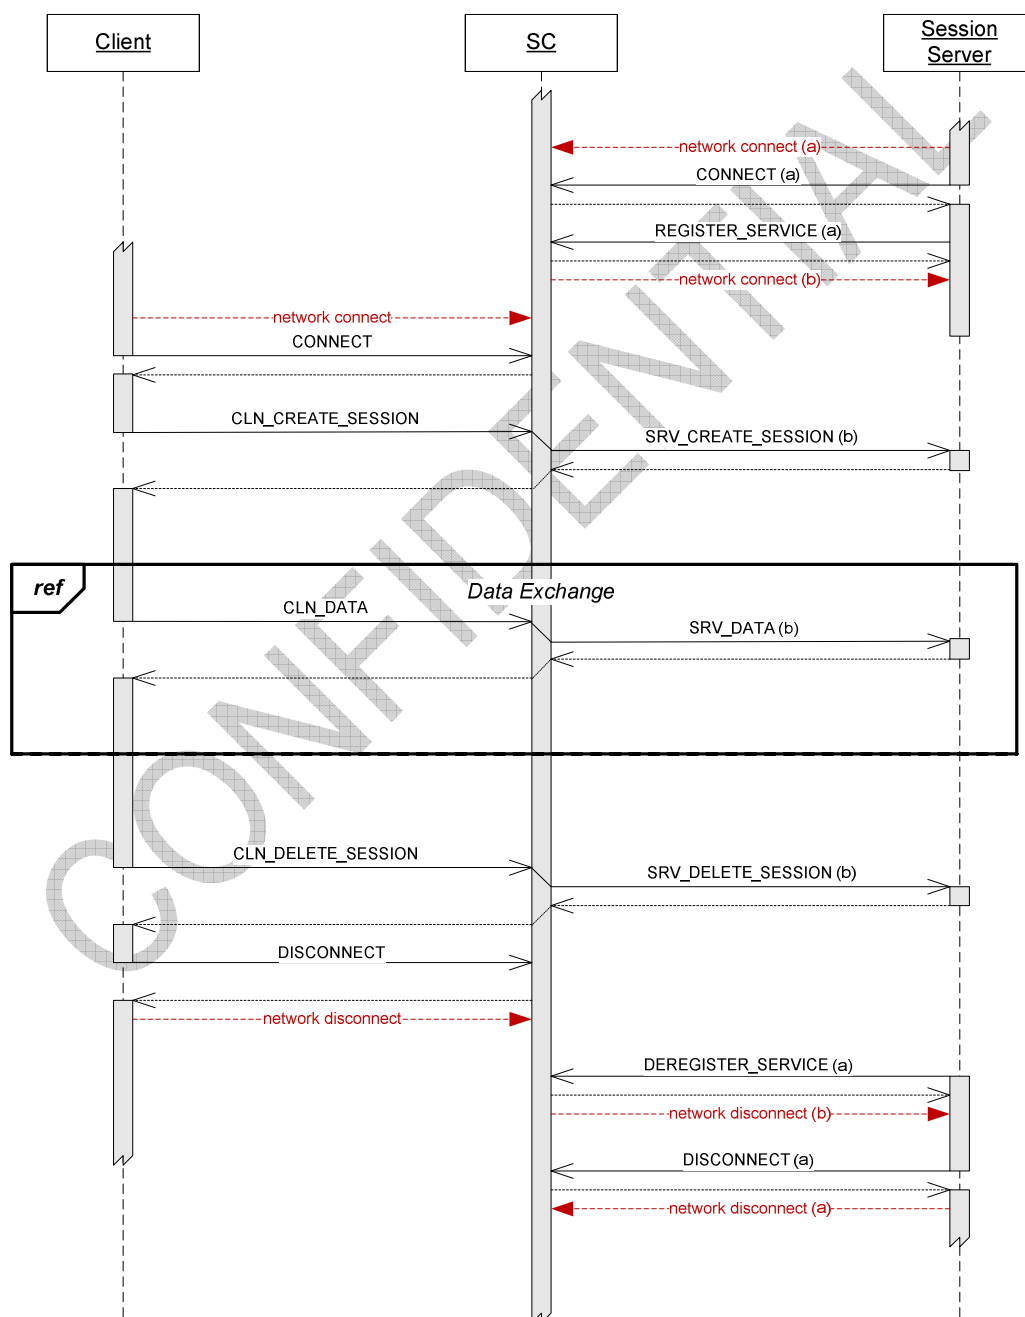 Client
SC
Session
Server
network connect (a)
CONNECT (a)
REGISTER_SERVICE (a)
network connect (b)
network connect
CONNECT
CLN_CREATE_SESSION
SRV_CREATE_SESSION (b)
ref
Data Exchange
CLN_DATA
SRV_DATA (b)
CLN_DELETE_SESSION
SRV_DELETE_SESSION (b)
DISCONNECT
network disconnect
DEREGISTER_SERVICE (a)
network disconnect (b)
DISCONNECT (a)
network disconnect (a)
CONFIDENTIAL